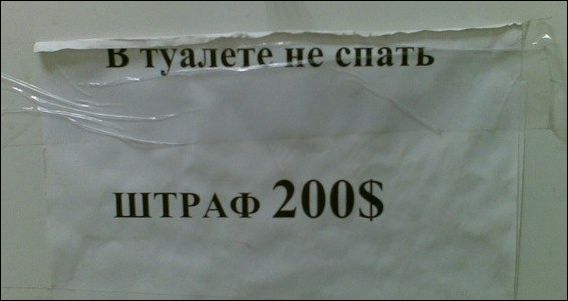 В туалете не спать
ШТРАФ 200$